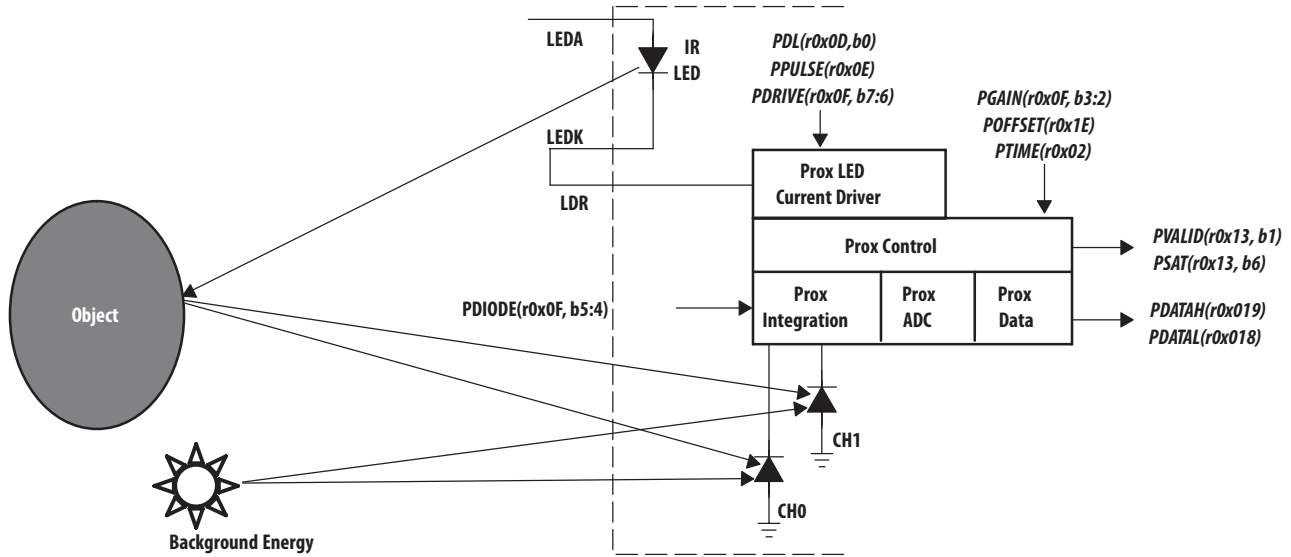 LEDA
IR
LED
PDL(r0x0D,b0)
PPULSE(r0x0E)
PDRIVE(r0x0F, b7:6)
PGAIN(r0x0F, b3:2)
POFFSET(r0x1E)
PTIME(r0x02)
LEDK
LDR
Prox LED
Current Driver
Prox Control
PVALID(r0x13, b1)
PSAT(r0x13, b6)
Object
PDIODE(r0x0F, b5:4)
Prox
Integration
Prox
ADC
Prox
Data
PDATAH(r0x019)
PDATAL(r0x018)
CH1
CH0
Background Energy